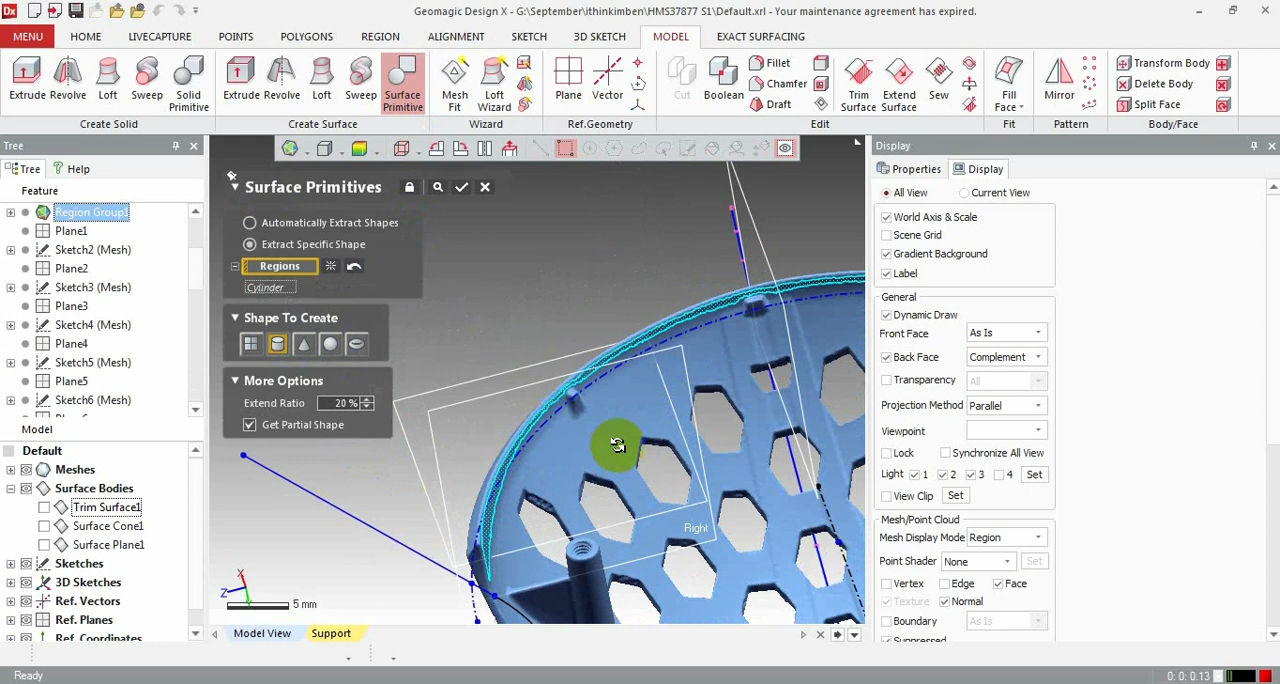 Geomagic Design X - G:\September\ithinkimben\HMS37877 S1\Default.xrl - Your maintenance agreement has expired.
MENU HOME LIVECAPTURE POINTS POLYGONS REGION ALIGNMENT SKETCH 3D SKETCH MODEL EXACT SURFACING
Extrude Revolve Loft Sweep Solid Primitive
Create Solid
Extrude Revolve Loft Sweep Surface Primitive
Create Surface
Mesh Fit Loft Wizard
Wizard
Plane Vector
Ref.Geometry
Cut Boolean Fillet Chamfer Draft Trim Surface Extend Surface Sew
Edit
Fill Face
Fit
Mirror
Pattern
Transform Body
Delete Body
Split Face
Body/Face
Tree
Tree Help
Feature
Region Group1
Plane1
Sketch2 (Mesh)
Plane2
Sketch3 (Mesh)
Plane3
Sketch4 (Mesh)
Plane4
Sketch5 (Mesh)
Plane5
Sketch6 (Mesh)
Model
Default
Meshes
Surface Bodies
Trim Surface1
Surface Cone1
Surface Plane1
Sketches
3D Sketches
Ref. Vectors
Ref. Planes
Ref. Coordinates
Surface Primitives
Automatically Extract Shapes
Extract Specific Shape
Regions
Cylinder
Shape To Create
More Options
Extend Ratio 20 %
Get Partial Shape
Right
X
Z
5 mm
Model View Support
Display
Properties Display
All View Current View
World Axis & Scale
Scene Grid
Gradient Background
Label
General
Dynamic Draw
Front Face As Is
Back Face Complement
Transparency All
Projection Method Parallel
Viewpoint
Lock Synchronize All View
Light 1 2 3 4 Set
View Clip Set
Mesh/Point Cloud
Mesh Display Mode Region
Point Shader None Set
Vertex Edge Face
Texture Normal
Boundary As Is
Ready
0: 0: 0.13